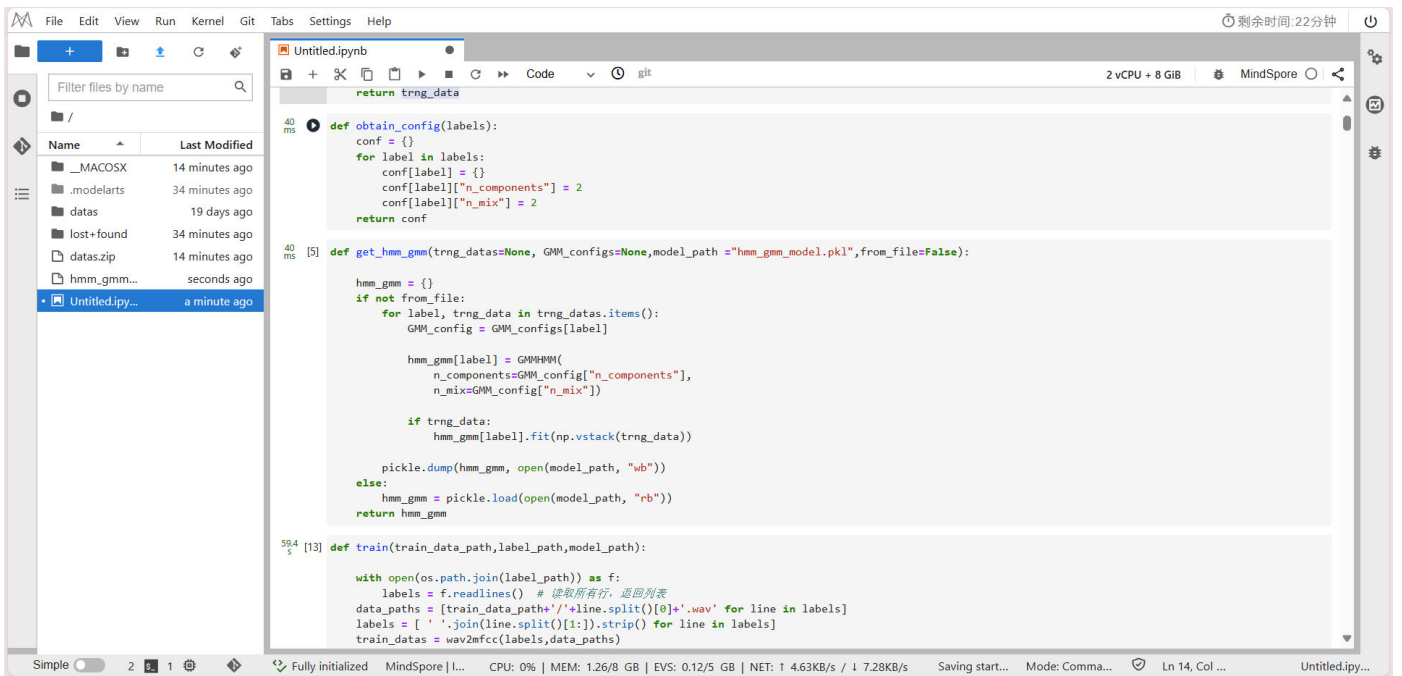 File Edit View Run Kernel Git Tabs Settings Help
剩余时间:22分钟
Untitled.ipynb
Code
git
2 vCPU + 8 GiB
MindSpore
Filter files by name
/
Name Last Modified
__MACOSX 14 minutes ago
.modelarts 34 minutes ago
datas 19 days ago
lost+found 34 minutes ago
datas.zip 14 minutes ago
hmm_gmm... seconds ago
Untitled.ipy... a minute ago
return trng_data
40 ms
def obtain_config(labels):
conf = {}
for label in labels:
conf[label] = {}
conf[label]["n_components"] = 2
conf[label]["n_mix"] = 2
return conf
40 ms
[5] def get_hmm_gmm(trng_datas=None, GMM_configs=None,model_path ="hmm_gmm_model.pkl",from_file=False):
hmm_gmm = {}
if not from_file:
for label, trng_data in trng_datas.items():
GMM_config = GMM_configs[label]
hmm_gmm[label] = GMMHMM(
n_components=GMM_config["n_components"],
n_mix=GMM_config["n_mix"])
if trng_data:
hmm_gmm[label].fit(np.vstack(trng_data))
pickle.dump(hmm_gmm, open(model_path, "wb"))
else:
hmm_gmm = pickle.load(open(model_path, "rb"))
return hmm_gmm
59.4 s
[13] def train(train_data_path,label_path,model_path):
with open(os.path.join(label_path)) as f:
labels = f.readlines() # 读取所有行，返回列表
data_paths = [train_data_path+'/'+line.split()[0]+'.wav' for line in labels]
labels = [ ' '.join(line.split()[1:]).strip() for line in labels]
train_datas = wav2mfcc(labels,data_paths)
Simple 2 1 Fully initialized MindSpore | I... CPU: 0% | MEM: 1.26/8 GB | EVS: 0.12/5 GB | NET: ↑ 4.63KB/s / ↓ 7.28KB/s Saving start... Mode: Comma... Ln 14, Col ... Untitled.ipy...